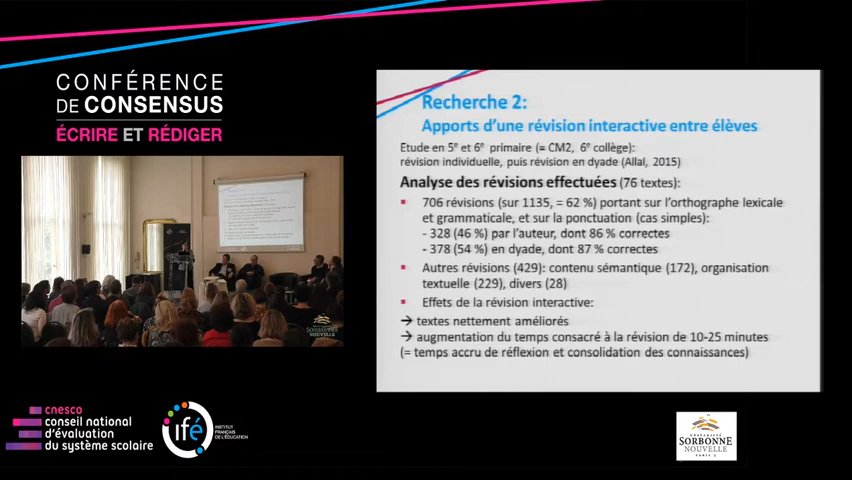 CONFÉRENCE
DE CONSENSUS
ÉCRIRE ET RÉDIGER
Recherche 2:
Apports d'une révision interactive entre élèves
Etude en 5e et 6e primaire (= CM2, 6e collège):
révision individuelle, puis révision en dyade (Allal, 2015)
Analyse des révisions effectuées (76 textes):
▪ 706 révisions (sur 1135, = 62 %) portant sur l'orthographe lexicale
et grammaticale, et sur la ponctuation (cas simples):
- 328 (46 %) par l'auteur, dont 86 % correctes
- 378 (54 %) en dyade, dont 87 % correctes
▪ Autres révisions (429): contenu sémantique (172), organisation
textuelle (229), divers (28)
▪ Effets de la révision interactive:
→ textes nettement améliorés
→ augmentation du temps consacré à la révision de 10-25 minutes
(= temps accru de réflexion et consolidation des connaissances)
SORBONNE
NOUVELLE
cnesco
conseil national
d'évaluation
du système scolaire
ifé
INSTITUT
FRANÇAIS
DE L'ÉDUCATION
UNIVERSITÉ
SORBONNE
NOUVELLE
PARIS 3